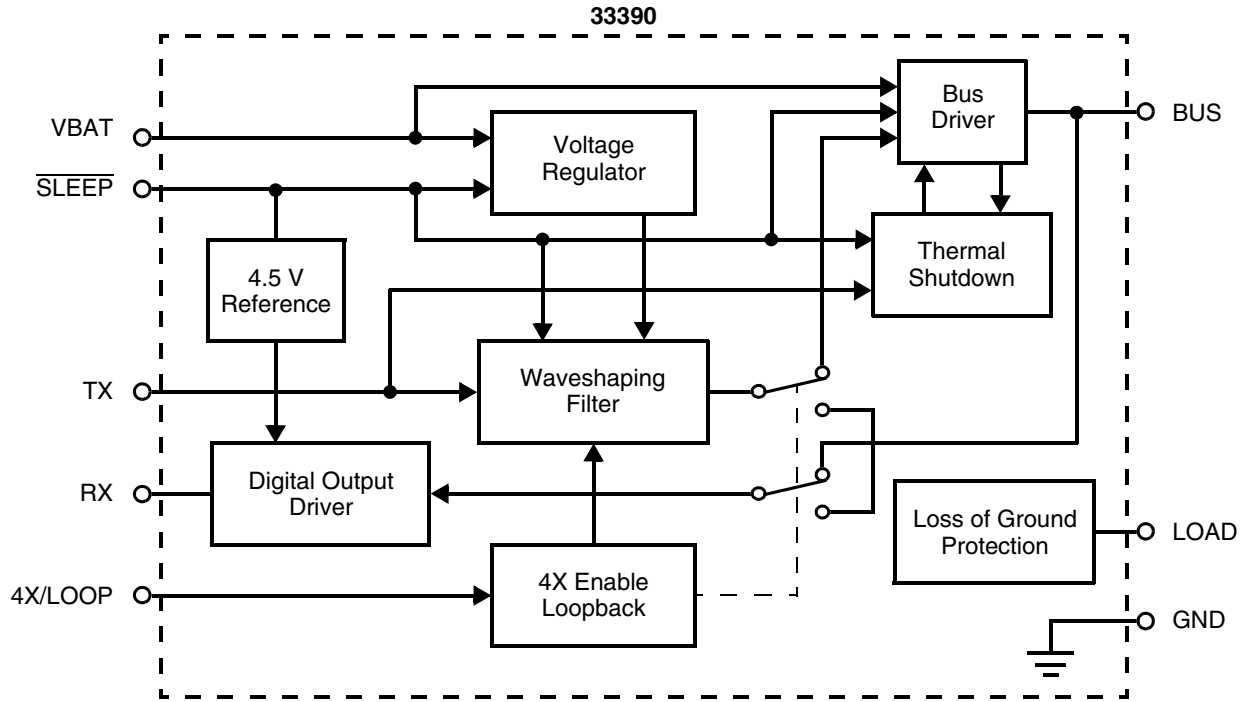 33390
VBAT
SLEEP
TX
RX
4X/LOOP
Voltage
Regulator
4.5 V
Reference
Waveshaping
Filter
Digital Output
Driver
4X Enable
Loopback
Bus
Driver
Thermal
Shutdown
Loss of Ground
Protection
BUS
LOAD
GND